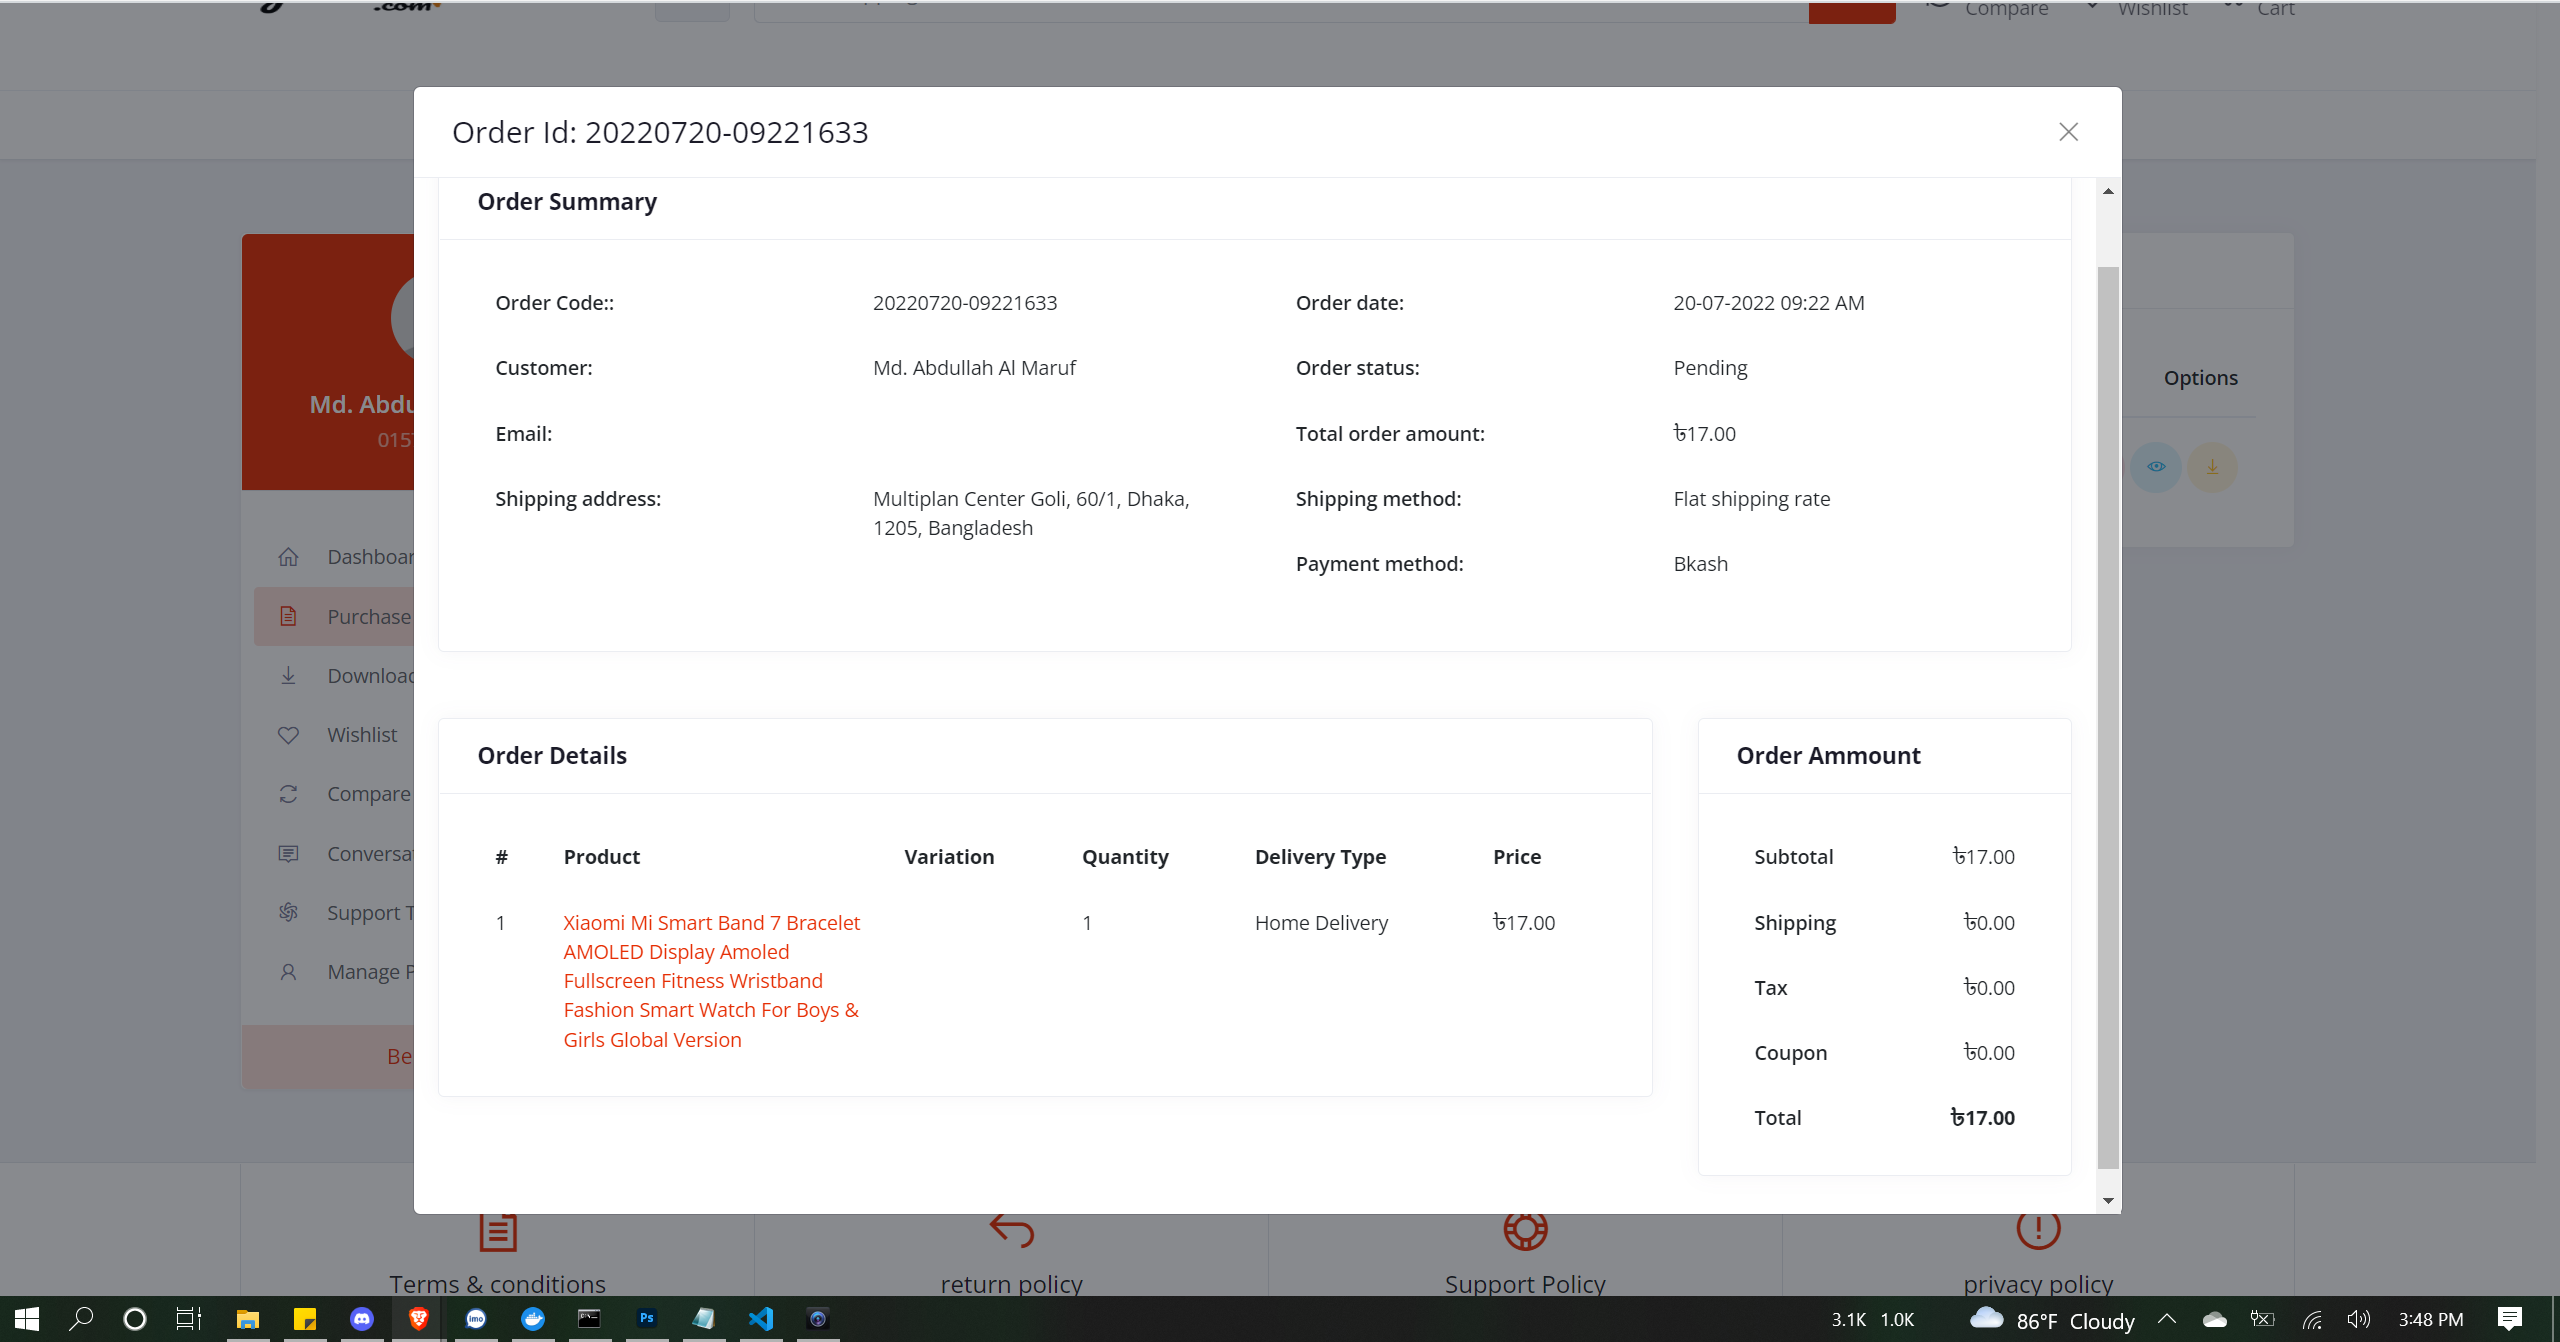 .com
Compare
Wishlist
Cart
Order Id: 20220720-09221633
Order Summary
Order Code::
20220720-09221633
Order date:
20-07-2022 09:22 AM
Customer:
Md. Abdullah Al Maruf
Order status:
Pending
Email:
Total order amount:
৳17.00
Shipping address:
Multiplan Center Goli, 60/1, Dhaka,
1205, Bangladesh
Shipping method:
Flat shipping rate
Payment method:
Bkash
Order Details
# Product Variation Quantity Delivery Type Price
1
Xiaomi Mi Smart Band 7 Bracelet
AMOLED Display Amoled
Fullscreen Fitness Wristband
Fashion Smart Watch For Boys &
Girls Global Version
1
Home Delivery
৳17.00
Order Ammount
Subtotal ৳17.00
Shipping ৳0.00
Tax ৳0.00
Coupon ৳0.00
Total ৳17.00
Md. Abdu
015
Dashboar
Purchase
Download
Wishlist
Compare
Conversa
Support T
Manage P
Be
Options
Terms & conditions
return policy
Support Policy
privacy policy
imo
Ps
3.1K 1.0K
86°F Cloudy
3:48 PM